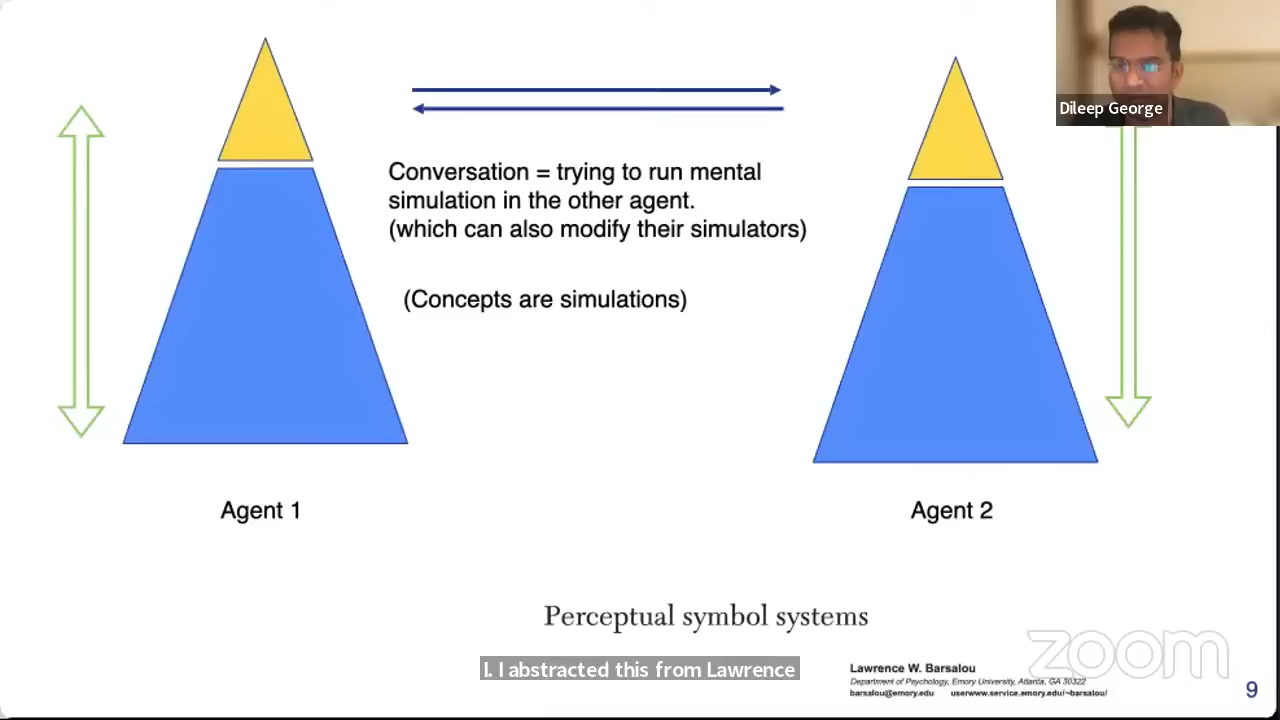 Dileep George
Conversation = trying to run mental
simulation in the other agent.
(which can also modify their simulators)
(Concepts are simulations)
Agent 1
Agent 2
Perceptual symbol systems
I. I abstracted this from Lawrence
zoom
Lawrence W. Barsalou
Department of Psychology, Emory University, Atlanta, GA 30322
barsalou@emory.edu userwww.service.emory.edu/~barsalou/
9